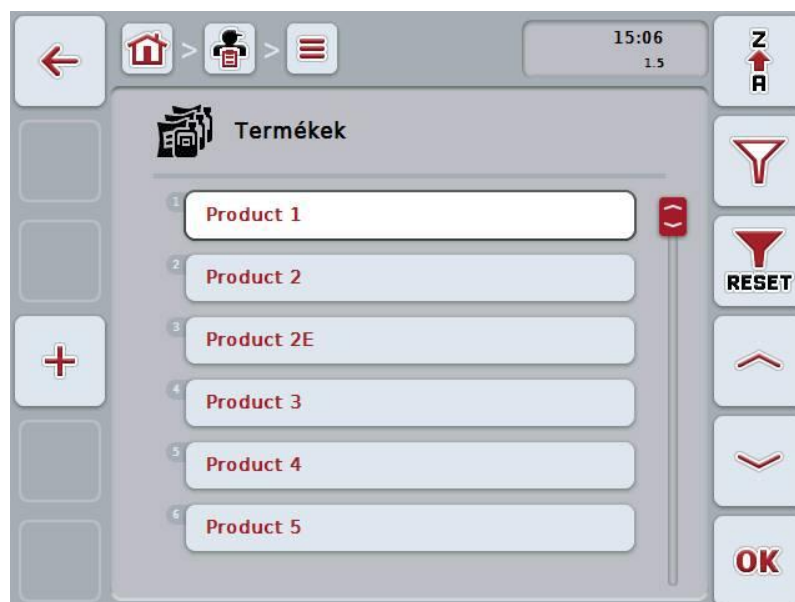 > >
15:06
1.5
Z
A
Termékek
1 Product 1
2 Product 2
RESET
3 Product 2E
4 Product 3
5 Product 4
6 Product 5
OK